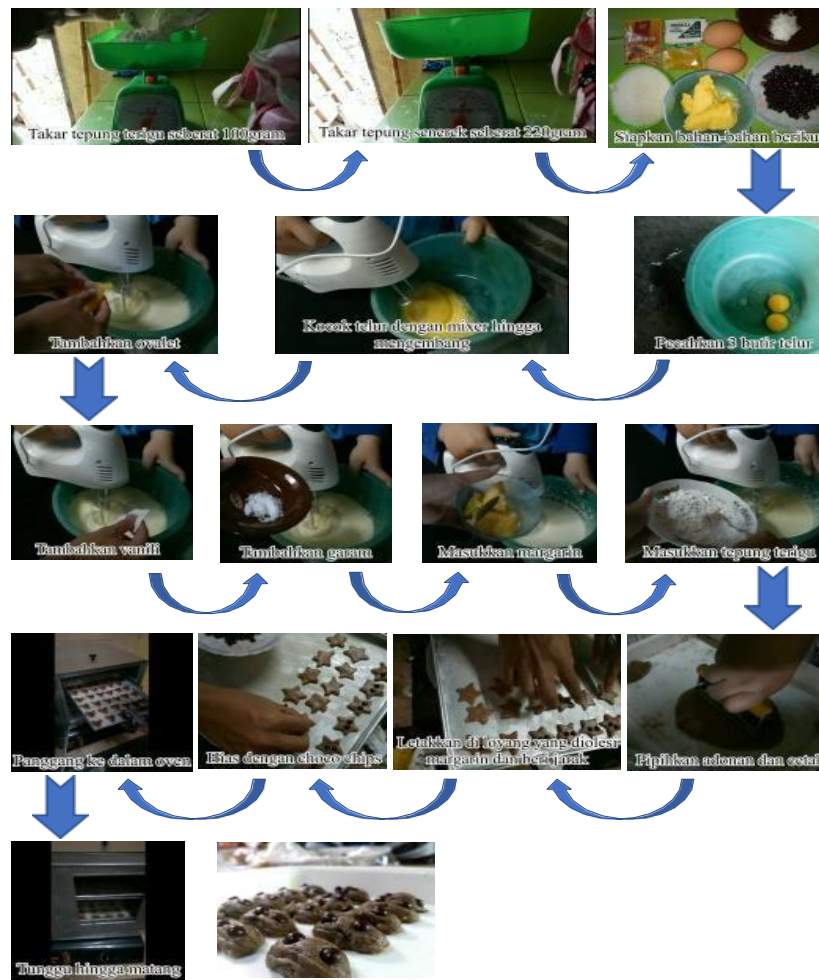 Takar tepung terigu seberat 100gram
Takar tepung senerek seberat 220gram
Siapkan bahan-bahan beriku
Tambahkan ovalet
Kocok telur dengan mixer hingga
mengembang
Pecahkan 3 butir telur
Tambahkan vanili
Tambahkan garam
Masukkan margarin
Masukkan tepung terigu
Panggang ke dalam oven
Hias dengan choco chips
Letakkan di loyang yang diolesi
margarin dan beri jarak
Pipihkan adonan dan cetak
Tunggu hingga matang